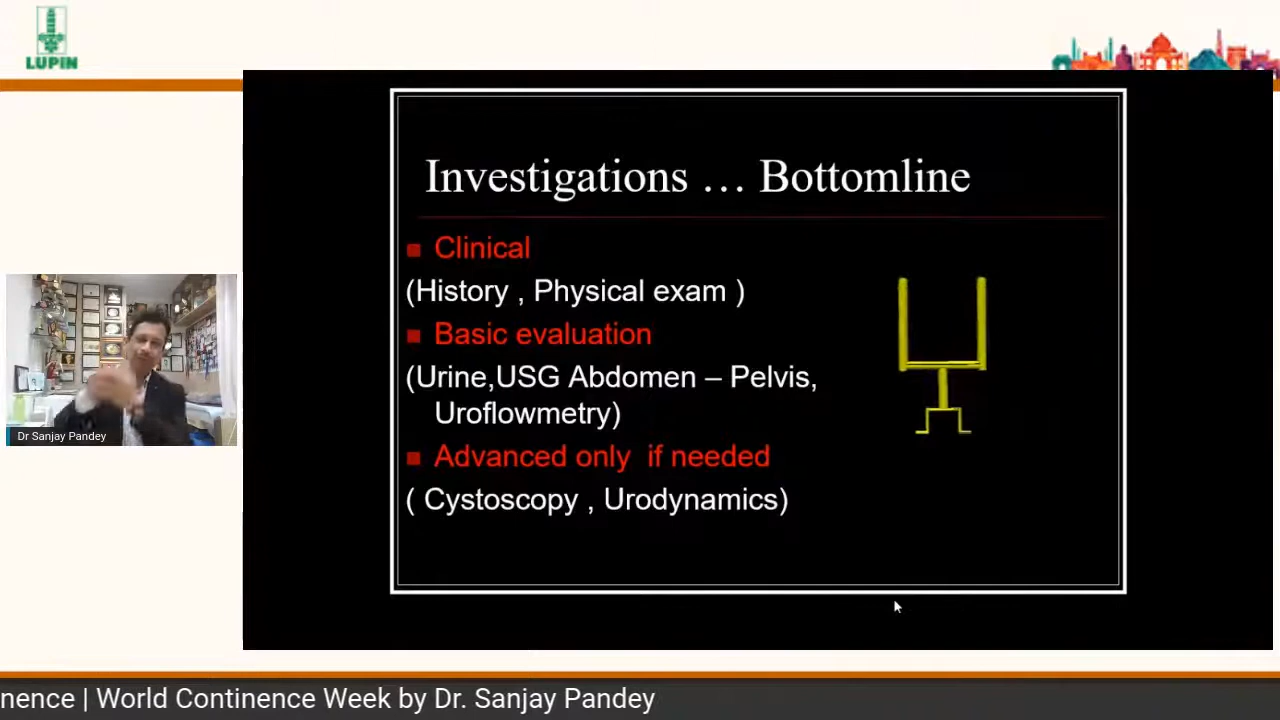 LUPIN
Investigations … Bottomline
Clinical
(History , Physical exam )
Basic evaluation
(Urine,USG Abdomen – Pelvis,
Uroflowmetry)
Advanced only  if needed
( Cystoscopy , Urodynamics)
Dr Sanjay Pandey
nence | World Continence Week by Dr. Sanjay Pandey